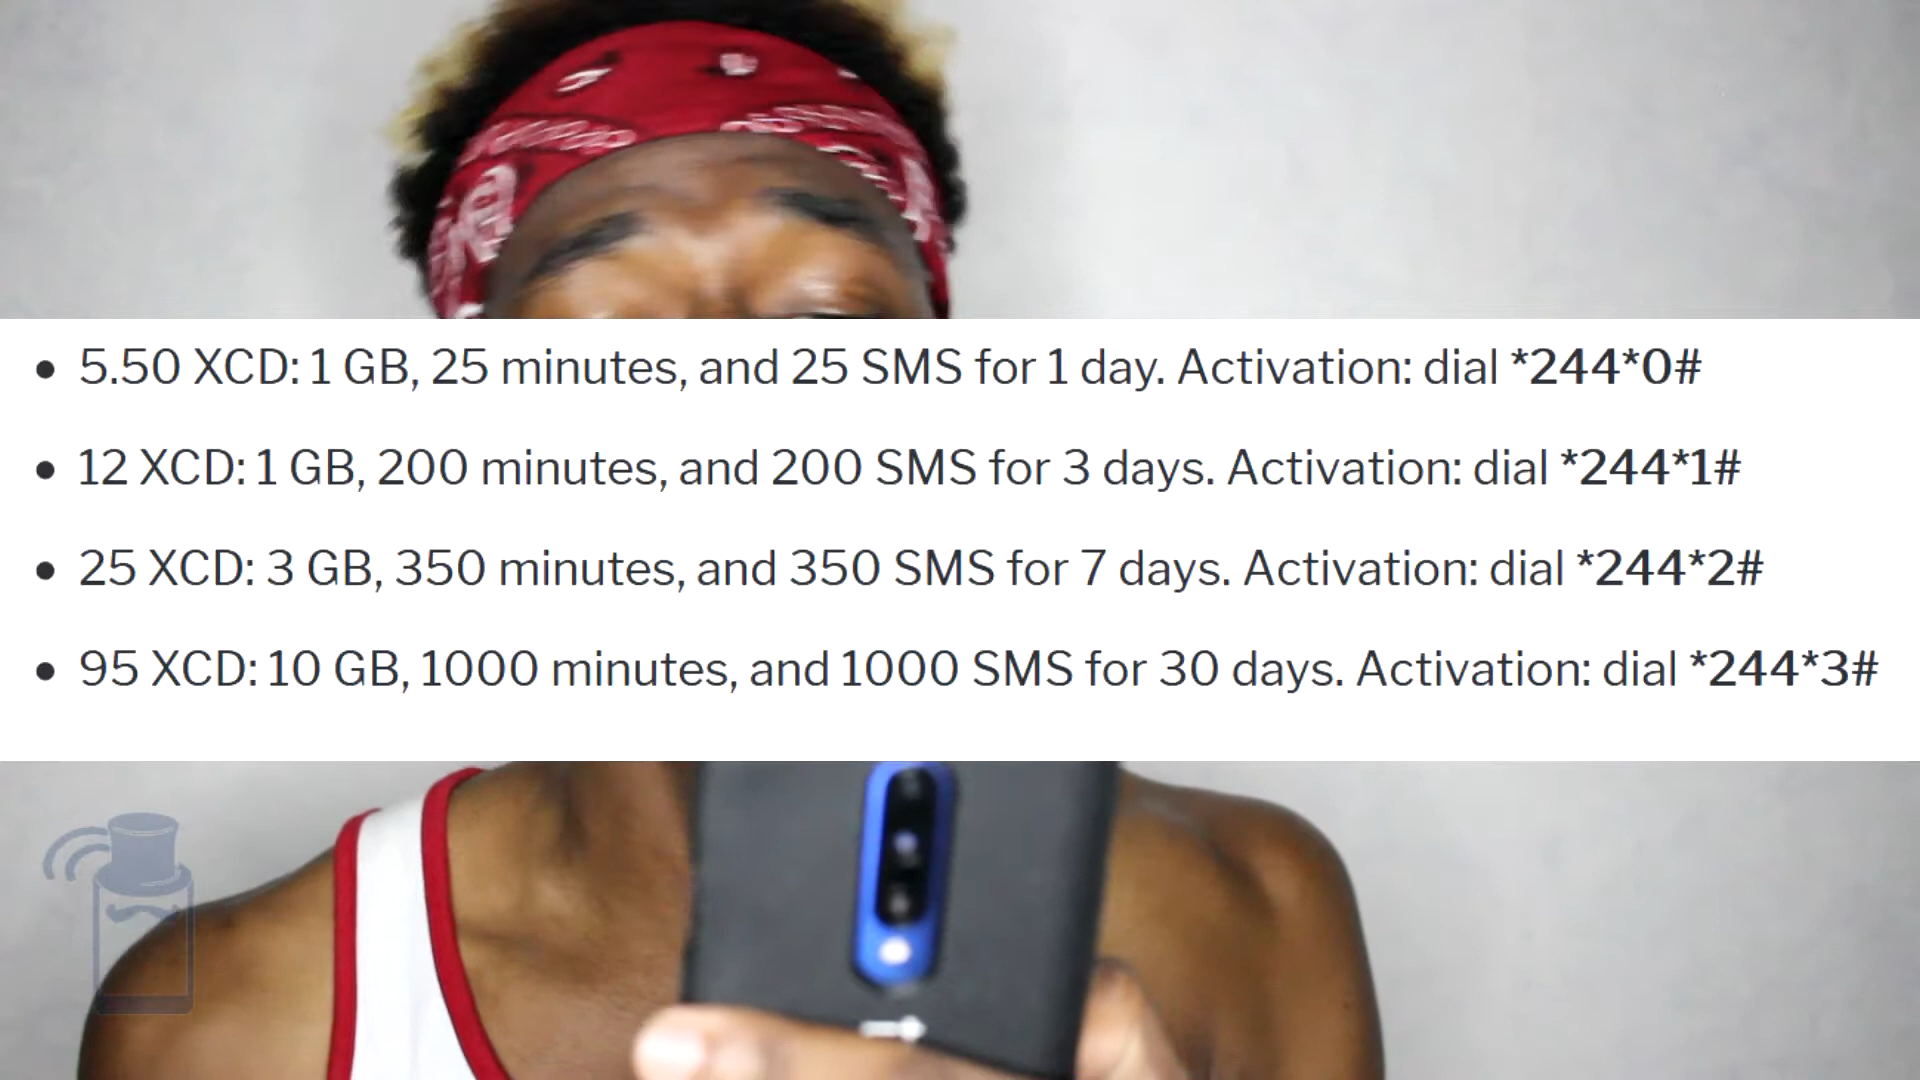 • 5.50 XCD: 1 GB, 25 minutes, and 25 SMS for 1 day. Activation: dial *244*0#
• 12 XCD: 1 GB, 200 minutes, and 200 SMS for 3 days. Activation: dial *244*1#
• 25 XCD: 3 GB, 350 minutes, and 350 SMS for 7 days. Activation: dial *244*2#
• 95 XCD: 10 GB, 1000 minutes, and 1000 SMS for 30 days. Activation: dial *244*3#